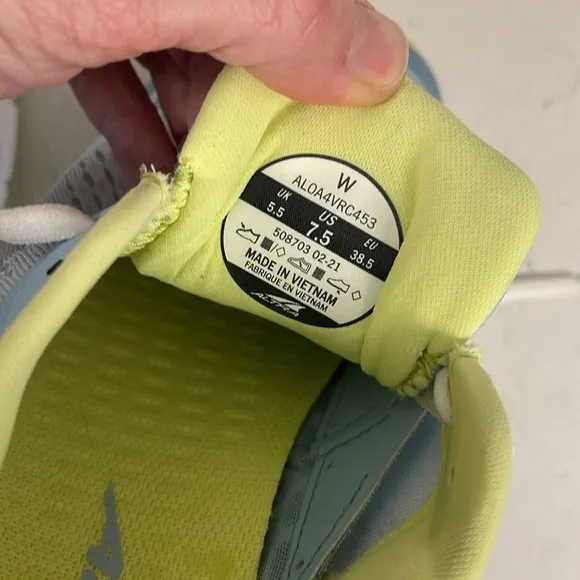 W
AL0A4VRC453
UK US EU
5.5 7.5 38.5
508703 02-21
MADE IN VIETNAM
FABRIQUE EN VIETNAM
ALTRA